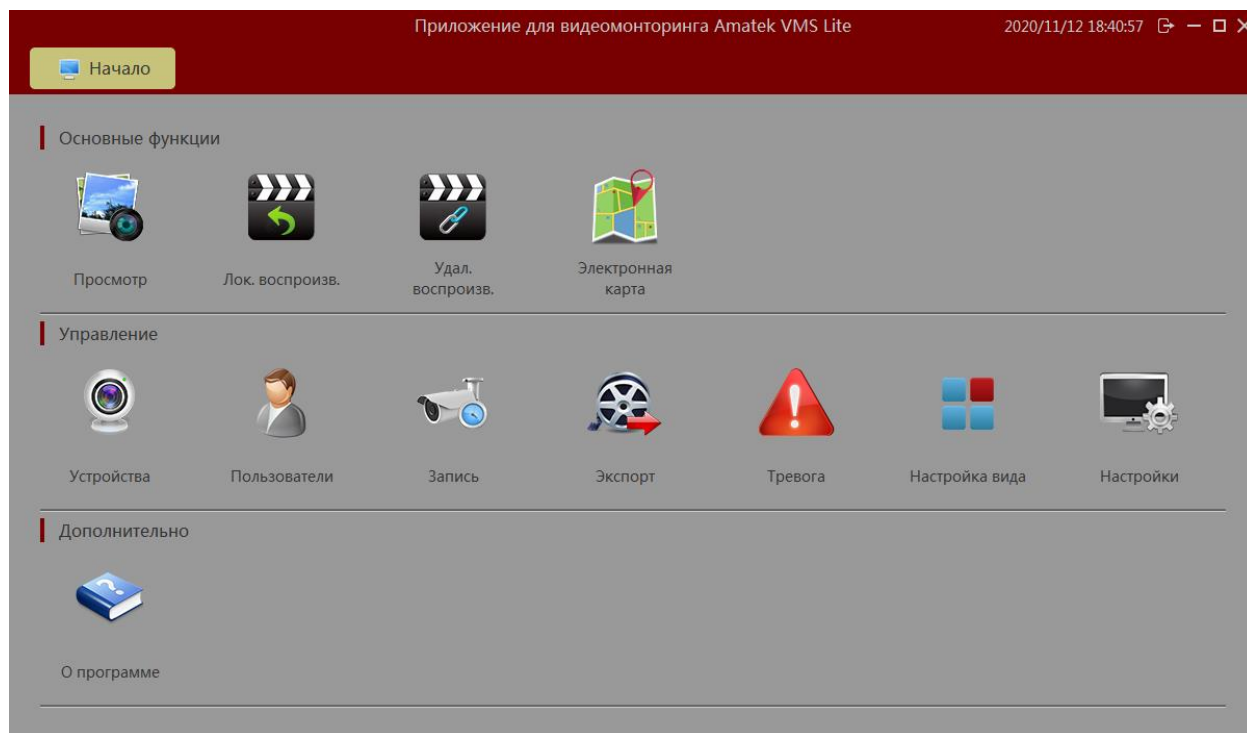 Приложение для видеомонторинга Amatek VMS Lite 2020/11/12 18:40:57
Начало
Основные функции
Просмотр
Лок. воспроизв.
Удал.
воспроизв.
Электронная
карта
Управление
Устройства
Пользователи
Запись
Экспорт
Тревога
Настройка вида
Настройки
Дополнительно
О программе